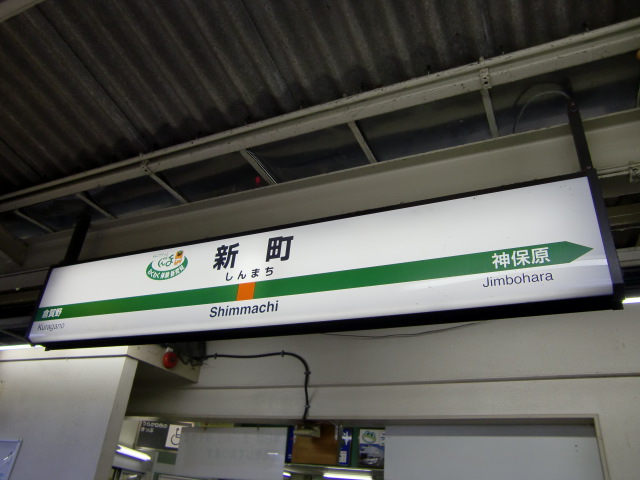 新町
しんまち
Shimmachi
倉賀野
Kuragano
神保原
Jimbohara